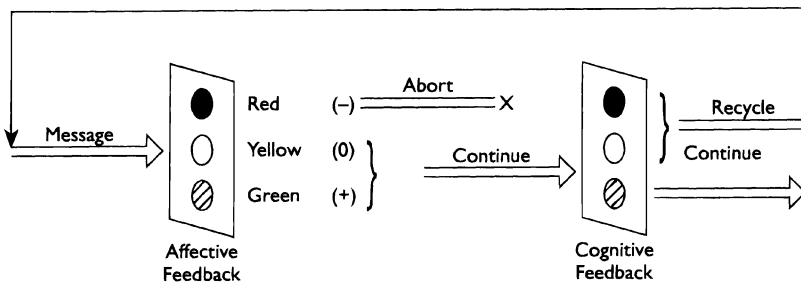 Message
Red (–) Abort X
Yellow (0)
Green (+)
Continue
Recycle
Continue
Affective
Feedback
Cognitive
Feedback